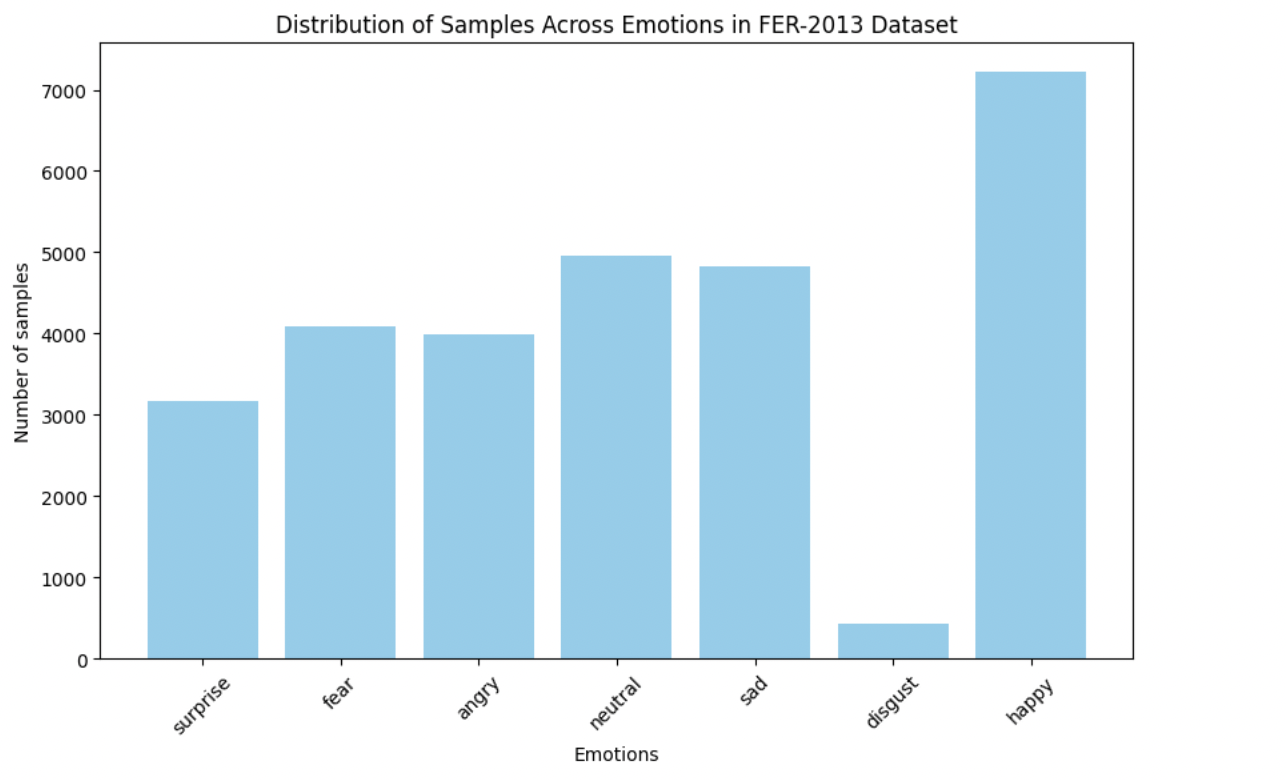 Distribution of Samples Across Emotions in FER-2013 Dataset
7000
6000
5000
4000
3000
2000
1000
0
Number of samples
surprise
fear
angry
neutral
sad
disgust
happy
Emotions